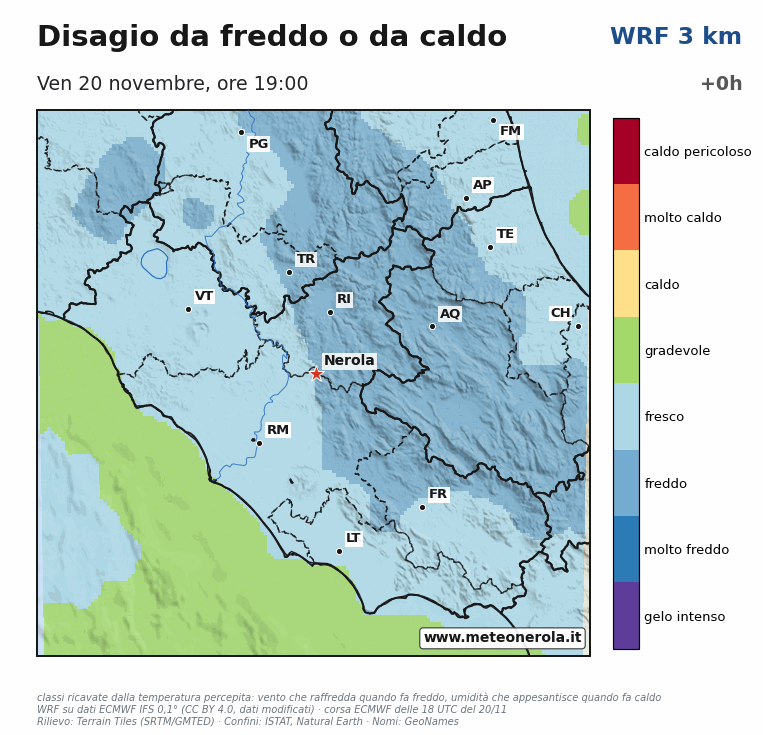 Disagio da freddo o da caldo
WRF 3 km
Ven 20 novembre, ore 19:00
+0h
FM
PG
AP
TE
TR
VT
RI
AQ
CH
Nerola
RM
FR
LT
www.meteonerola.it
caldo pericoloso
molto caldo
caldo
gradevole
fresco
freddo
molto freddo
gelo intenso
classi ricavate dalla temperatura percepita: vento che raffredda quando fa freddo, umidità che appesantisce quando fa caldo
WRF su dati ECMWF IFS 0,1° (CC BY 4.0, dati modificati) · corsa ECMWF delle 18 UTC del 20/11
Rilievo: Terrain Tiles (SRTM/GMTED) · Confini: ISTAT, Natural Earth · Nomi: GeoNames